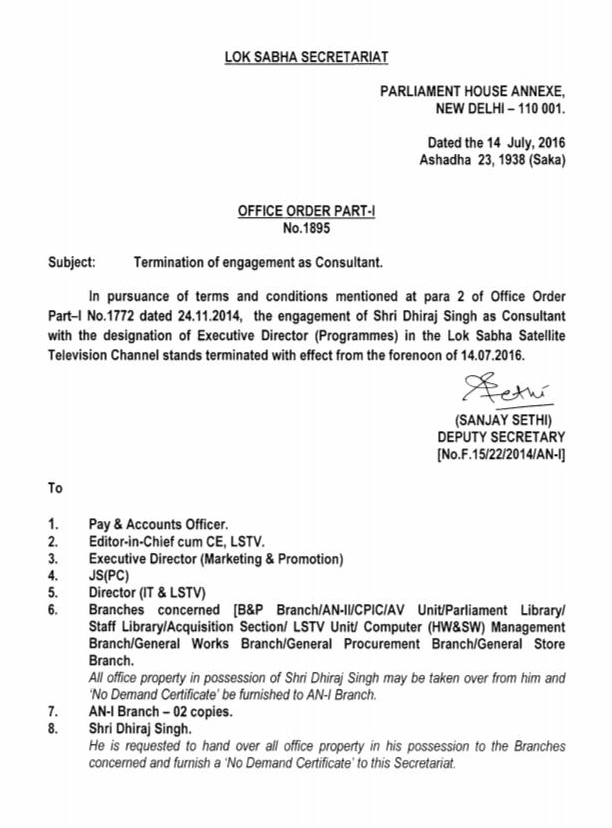 LOK SABHA SECRETARIAT
PARLIAMENT HOUSE ANNEXE,
NEW DELHI – 110 001.
Dated the 14 July, 2016
Ashadha 23, 1938 (Saka)
OFFICE ORDER PART-I
No.1895
Subject: Termination of engagement as Consultant.
In pursuance of terms and conditions mentioned at para 2 of Office Order
Part–I No.1772 dated 24.11.2014, the engagement of Shri Dhiraj Singh as Consultant
with the designation of Executive Director (Programmes) in the Lok Sabha Satellite
Television Channel stands terminated with effect from the forenoon of 14.07.2016.
Sethi
(SANJAY SETHI)
DEPUTY SECRETARY
[No.F.15/22/2014/AN-I]
To
1. Pay & Accounts Officer.
2. Editor-in-Chief cum CE, LSTV.
3. Executive Director (Marketing & Promotion)
4. JS(PC)
5. Director (IT & LSTV)
6. Branches concerned [B&P Branch/AN-II/CPIC/AV Unit/Parliament Library/
Staff Library/Acquisition Section/ LSTV Unit/ Computer (HW&SW) Management
Branch/General Works Branch/General Procurement Branch/General Store
Branch.
All office property in possession of Shri Dhiraj Singh may be taken over from him and
‘No Demand Certificate’ be furnished to AN-I Branch.
7. AN-I Branch – 02 copies.
8. Shri Dhiraj Singh.
He is requested to hand over all office property in his possession to the Branches
concerned and furnish a ‘No Demand Certificate’ to this Secretariat.